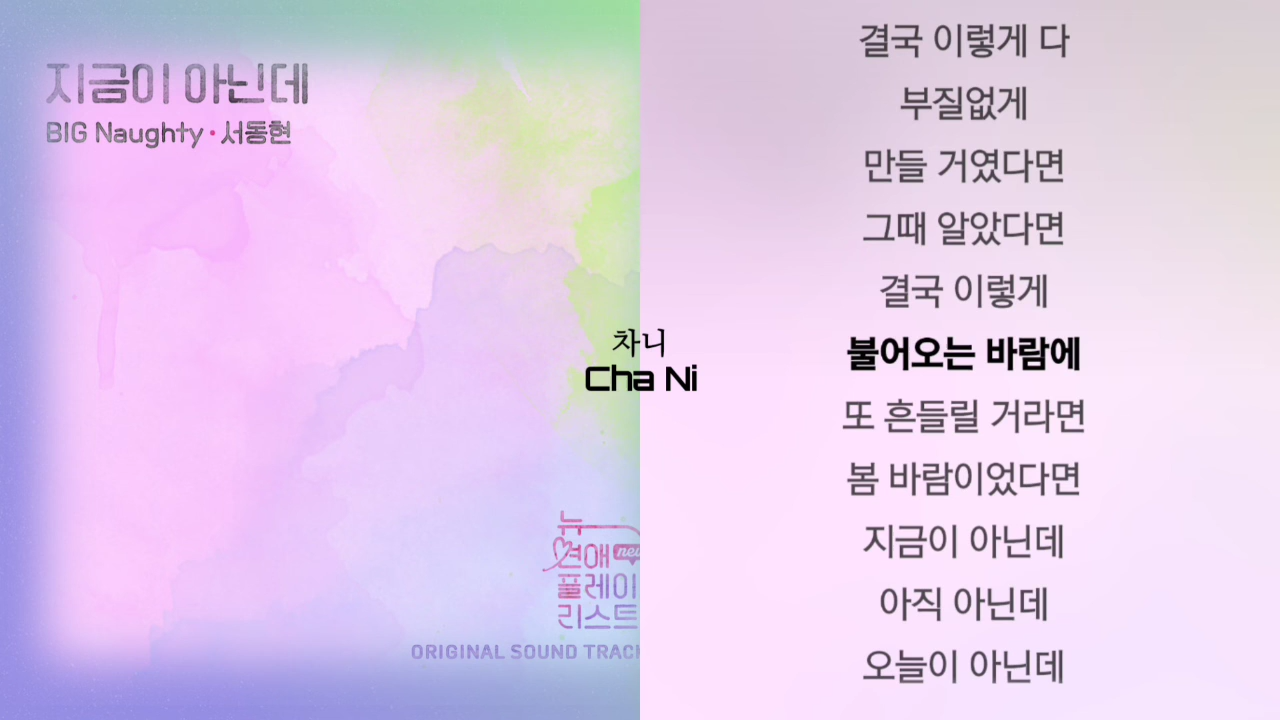 지금이 아닌데
BIG Naughty • 서동현
뉴
연애 new
플레이
리스트
ORIGINAL SOUND TRACK
차니
Cha Ni
결국 이렇게 다
부질없게
만들 거였다면
그때 알았다면
결국 이렇게
불어오는 바람에
또 흔들릴 거라면
봄 바람이었다면
지금이 아닌데
아직 아닌데
오늘이 아닌데